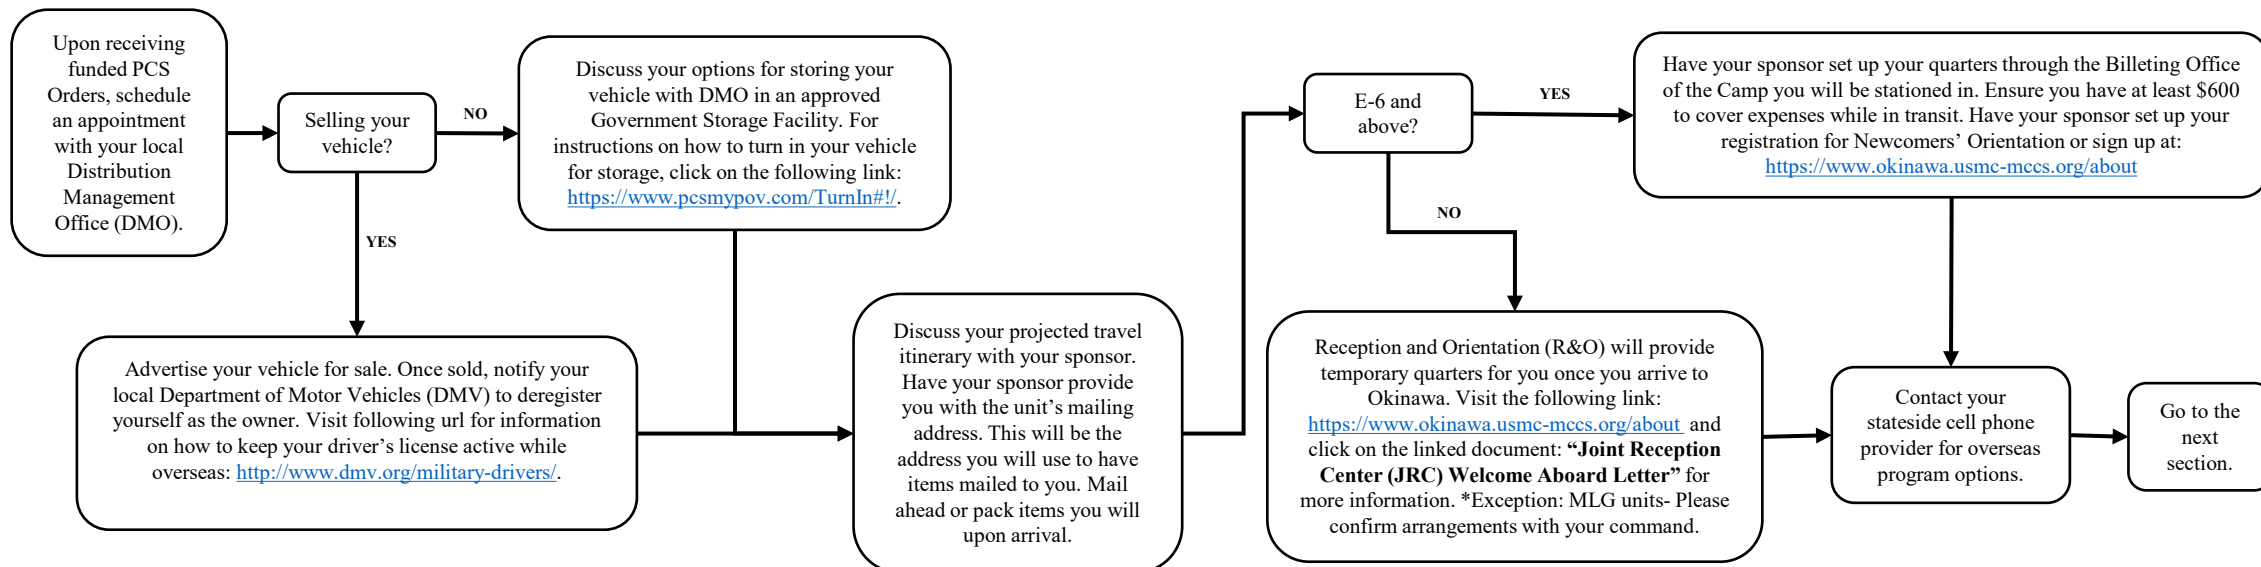 Upon receiving
funded PCS
Orders, schedule
an appointment
with your local
Distribution
Management
Office (DMO).
Selling your
vehicle?
NO
YES
Discuss your options for storing your
vehicle with DMO in an approved
Government Storage Facility. For
instructions on how to turn in your vehicle
for storage, click on the following link:
https://www.pcsmypov.com/TurnIn#!/.
Advertise your vehicle for sale. Once sold, notify your
local Department of Motor Vehicles (DMV) to deregister
yourself as the owner. Visit following url for information
on how to keep your driver’s license active while
overseas: http://www.dmv.org/military-drivers/.
Discuss your projected travel
itinerary with your sponsor.
Have your sponsor provide
you with the unit’s mailing
address. This will be the
address you will use to have
items mailed to you. Mail
ahead or pack items you will
upon arrival.
E-6 and
above?
YES
NO
Have your sponsor set up your quarters through the Billeting Office
of the Camp you will be stationed in. Ensure you have at least $600
to cover expenses while in transit. Have your sponsor set up your
registration for Newcomers’ Orientation or sign up at:
https://www.okinawa.usmc-mccs.org/about
Reception and Orientation (R&O) will provide
temporary quarters for you once you arrive to
Okinawa. Visit the following link:
https://www.okinawa.usmc-mccs.org/about and
click on the linked document: “Joint Reception
Center (JRC) Welcome Aboard Letter” for
more information. *Exception: MLG units- Please
confirm arrangements with your command.
Contact your
stateside cell phone
provider for overseas
program options.
Go to the
next
section.